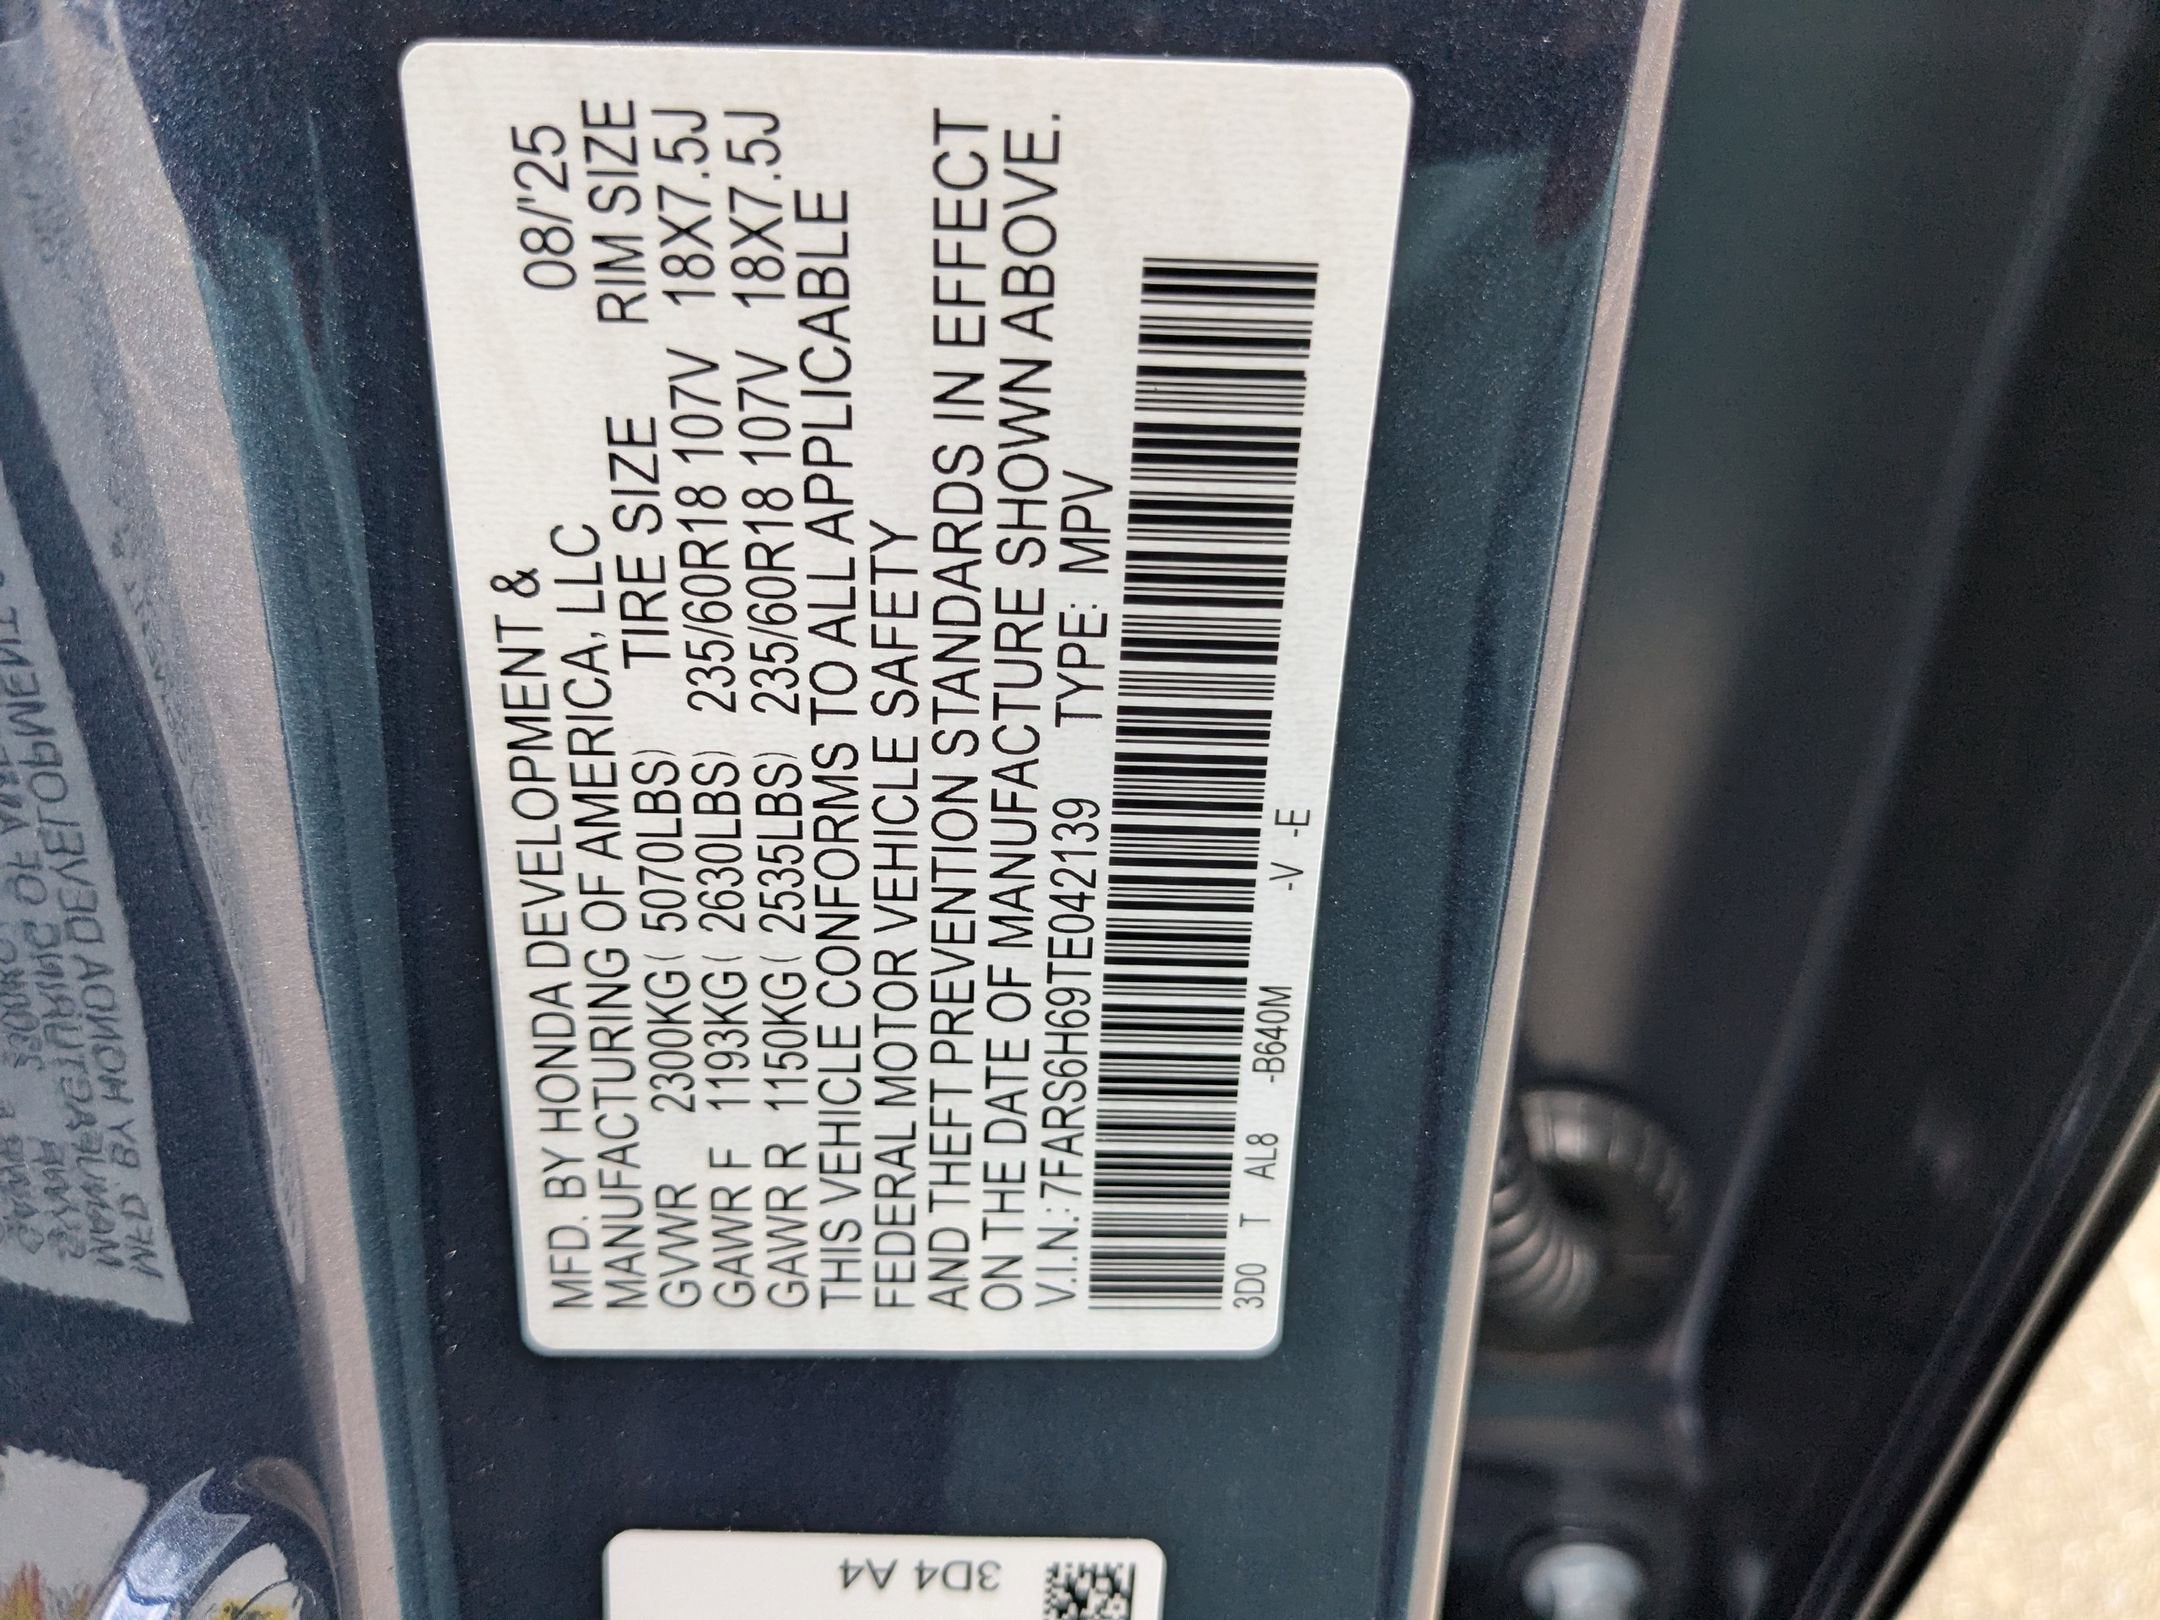 MFD. BY HONDA DEVELOPMENT & 08/'25
MANUFACTURING OF AMERICA, LLC RIM SIZE
TIRE SIZE
GVWR 2300KG ( 5070LBS)
GAWR F 1193KG ( 2630LBS) 235/60R18 107V 18X7.5J
GAWR R 1150KG ( 2535LBS) 235/60R18 107V 18X7.5J
THIS VEHICLE CONFORMS TO ALL APPLICABLE
FEDERAL MOTOR VEHICLE SAFETY
AND THEFT PREVENTION STANDARDS IN EFFECT
ON THE DATE OF MANUFACTURE SHOWN ABOVE.
V.I.N.: 7FARS6H69TE042139 TYPE: MPV
3D0 T AL8 -B640M -V -E
3D4 A4